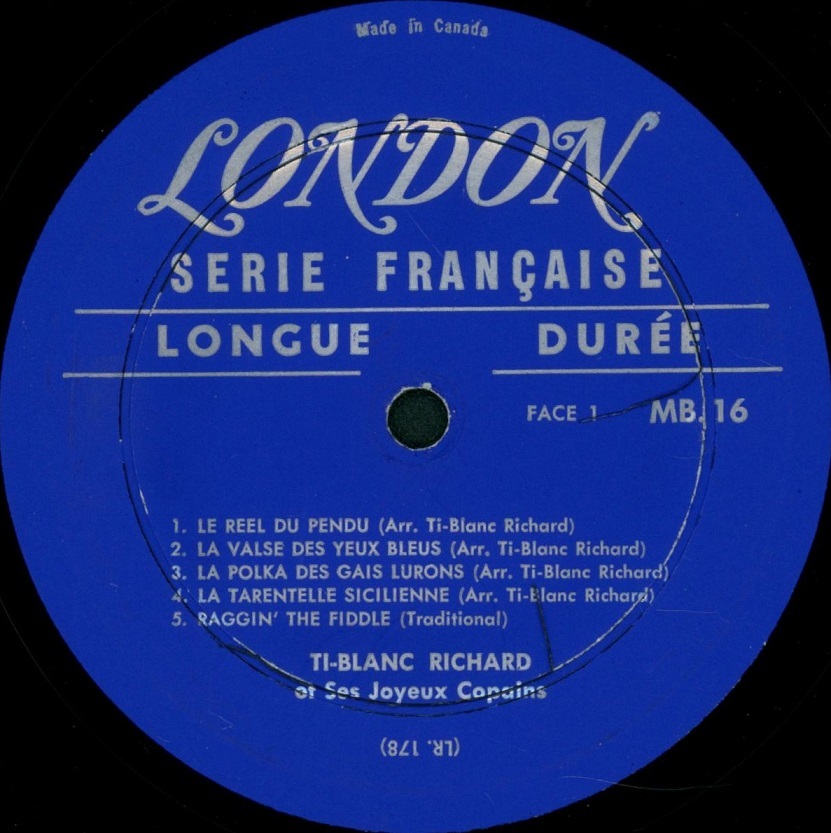 Made in Canada
LONDON
SERIE FRANÇAISE
LONGUE DURÉE
FACE 1 MB. 16
1. LE REEL DU PENDU (Arr. Ti-Blanc Richard)
2. LA VALSE DES YEUX BLEUS (Arr. Ti-Blanc Richard)
3. LA POLKA DES GAIS LURONS (Arr. Ti-Blanc Richard)
4. LA TARENTELLE SICILIENNE (Arr. Ti-Blanc Richard)
5. RAGGIN' THE FIDDLE (Traditional)
TI-BLANC RICHARD
et Ses Joyeux Copains
(LR. 178)